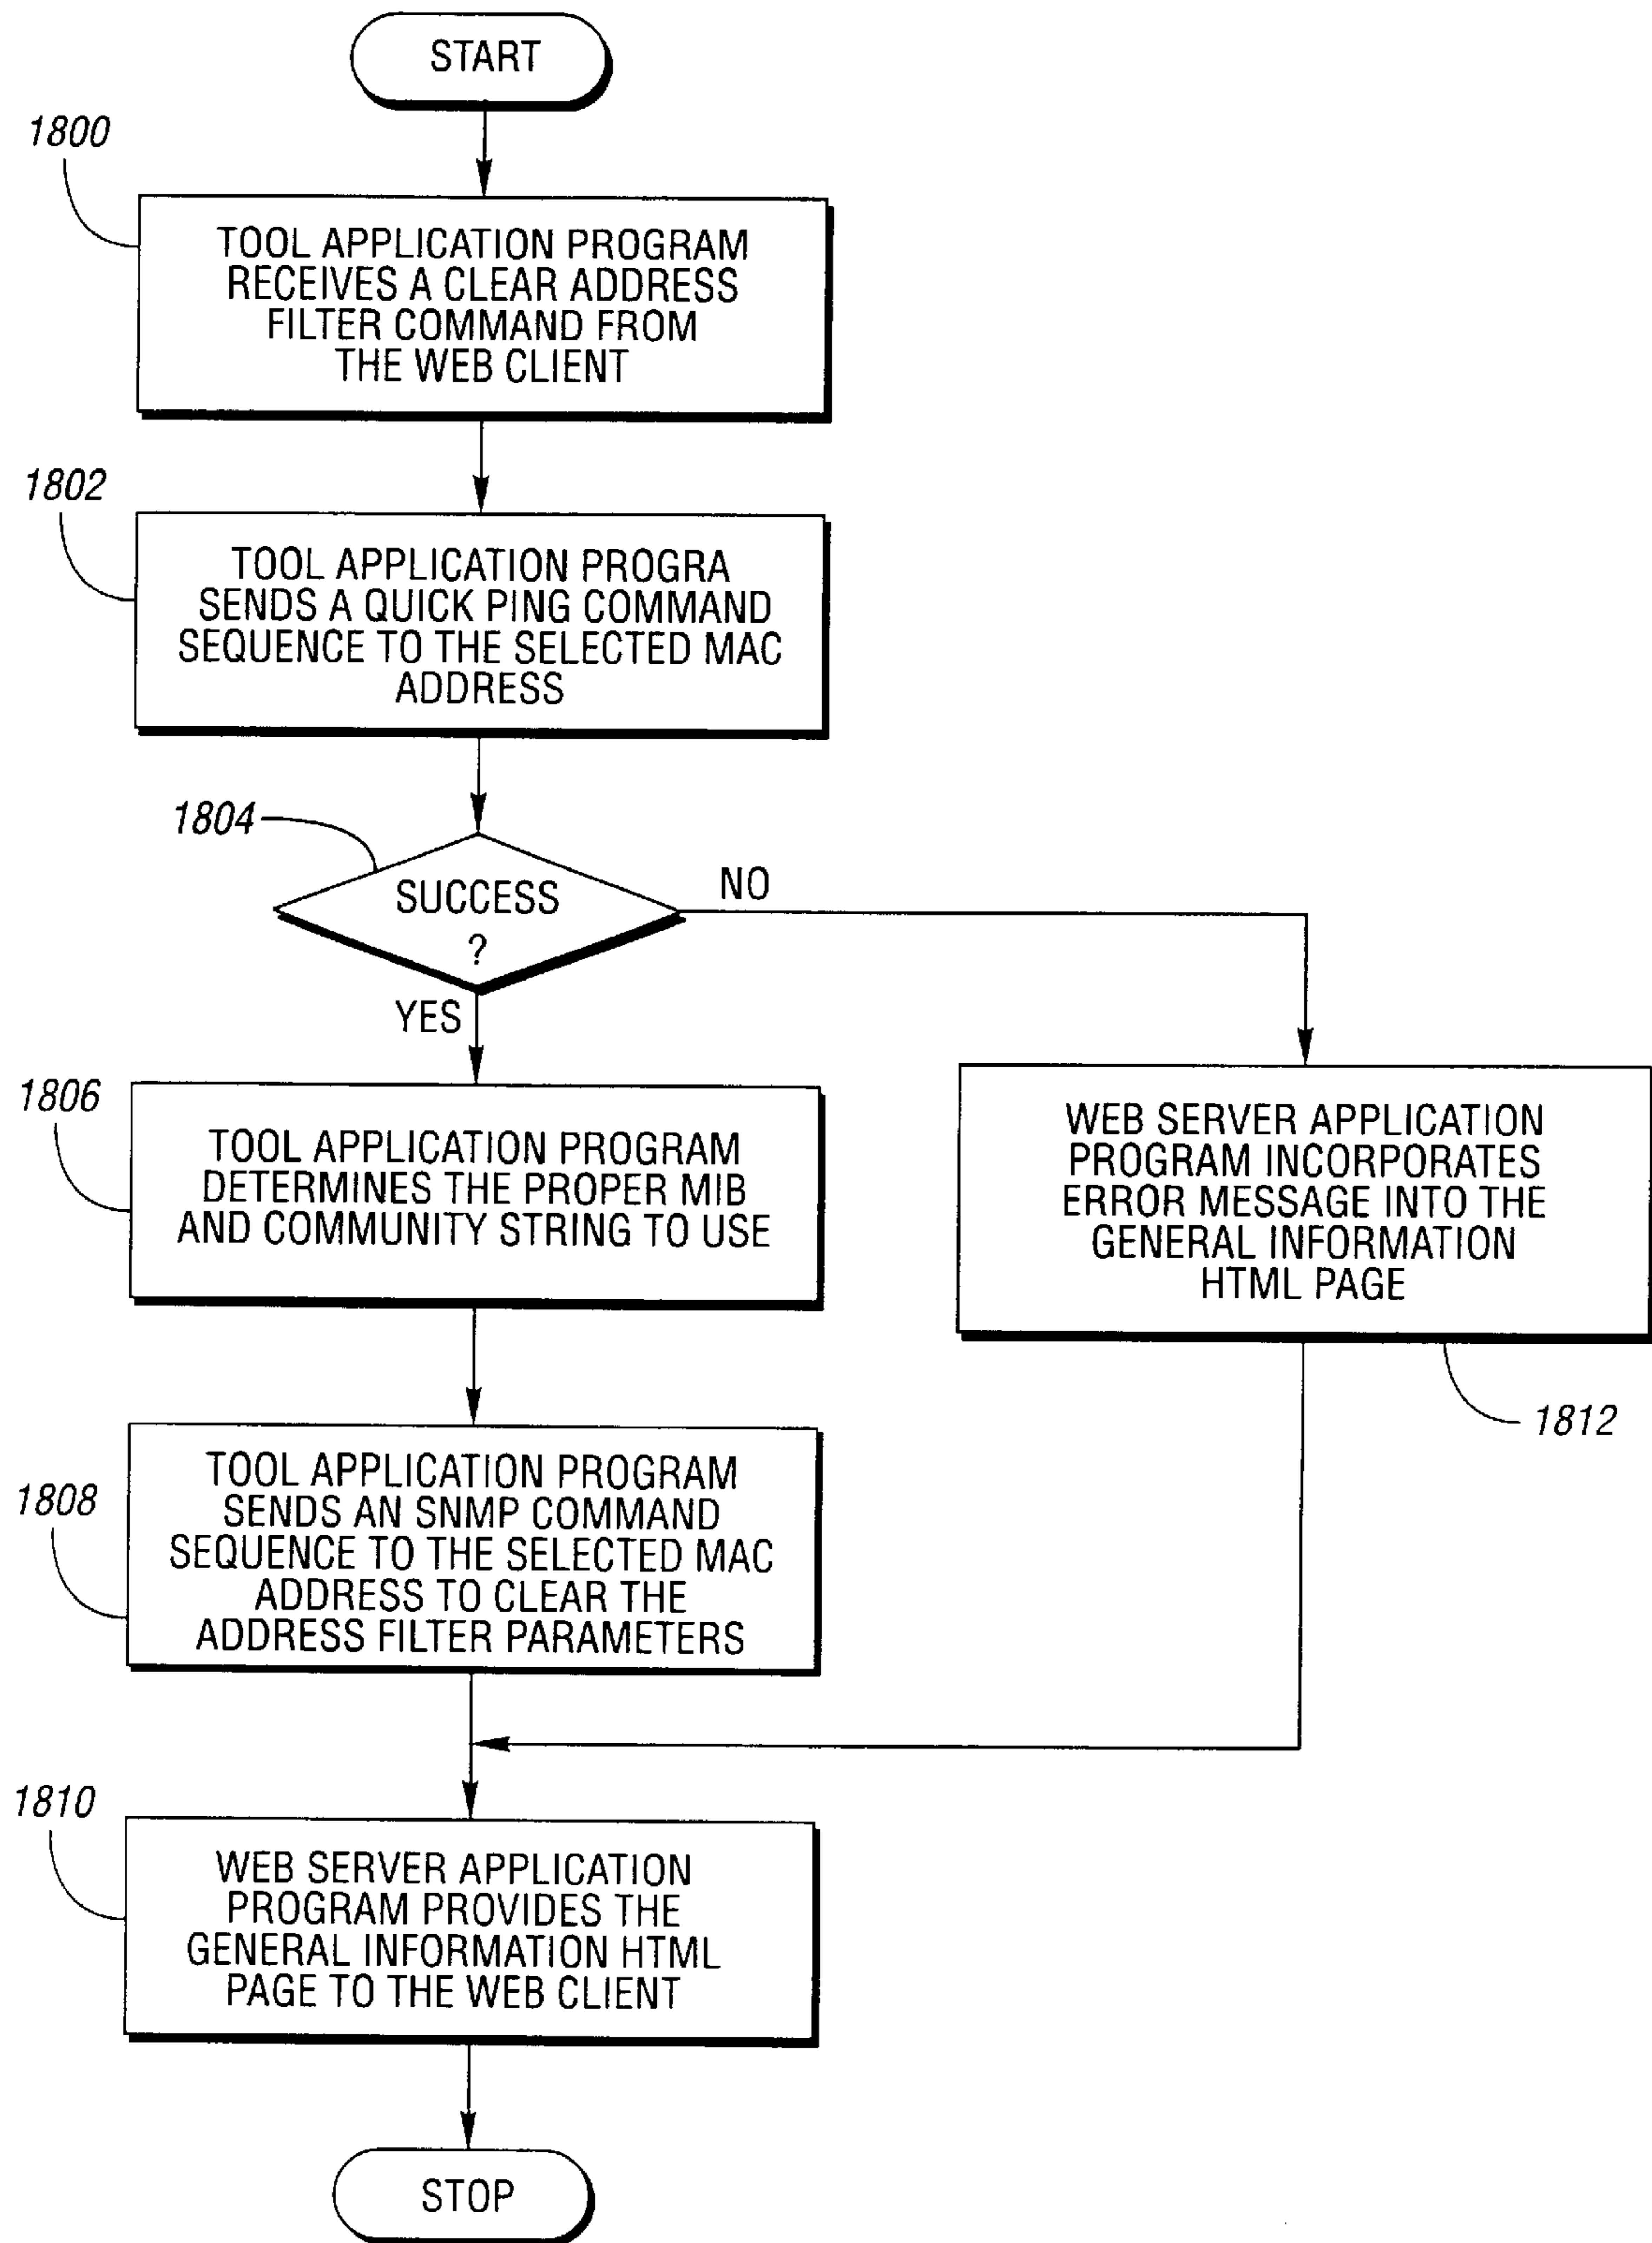 START
1800
TOOL APPLICATION PROGRAM
RECEIVES A CLEAR ADDRESS
FILTER COMMAND FROM
THE WEB CLIENT
1802
TOOL APPLICATION PROGRA
SENDS A QUICK PING COMMAND
SEQUENCE TO THE SELECTED MAC
ADDRESS
1804
SUCCESS
?
NO
YES
1806
TOOL APPLICATION PROGRAM
DETERMINES THE PROPER MIB
AND COMMUNITY STRING TO USE
WEB SERVER APPLICATION
PROGRAM INCORPORATES
ERROR MESSAGE INTO THE
GENERAL INFORMATION
HTML PAGE
1812
1808
TOOL APPLICATION PROGRAM
SENDS AN SNMP COMMAND
SEQUENCE TO THE SELECTED MAC
ADDRESS TO CLEAR THE
ADDRESS FILTER PARAMETERS
1810
WEB SERVER APPLICATION
PROGRAM PROVIDES THE
GENERAL INFORMATION HTML
PAGE TO THE WEB CLIENT
STOP